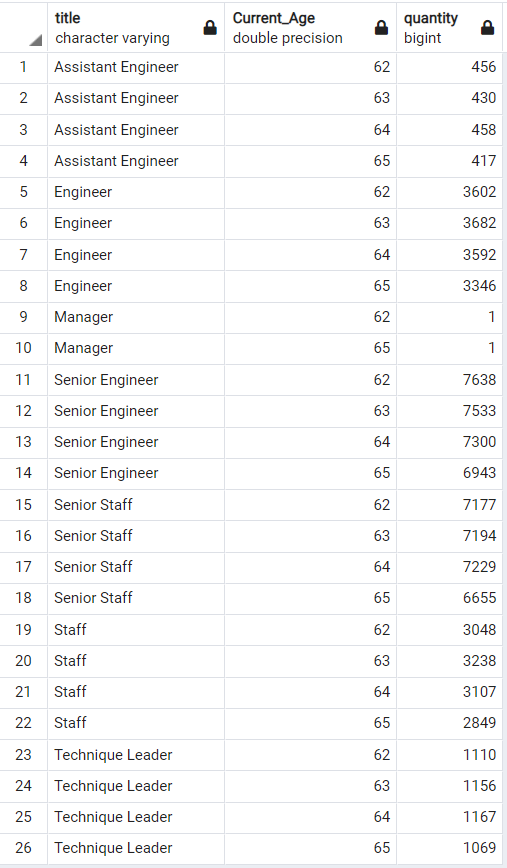 title Current_Age quantity
character varying double precision bigint
1 Assistant Engineer 62 456
2 Assistant Engineer 63 430
3 Assistant Engineer 64 458
4 Assistant Engineer 65 417
5 Engineer 62 3602
6 Engineer 63 3682
7 Engineer 64 3592
8 Engineer 65 3346
9 Manager 62 1
10 Manager 65 1
11 Senior Engineer 62 7638
12 Senior Engineer 63 7533
13 Senior Engineer 64 7300
14 Senior Engineer 65 6943
15 Senior Staff 62 7177
16 Senior Staff 63 7194
17 Senior Staff 64 7229
18 Senior Staff 65 6655
19 Staff 62 3048
20 Staff 63 3238
21 Staff 64 3107
22 Staff 65 2849
23 Technique Leader 62 1110
24 Technique Leader 63 1156
25 Technique Leader 64 1167
26 Technique Leader 65 1069